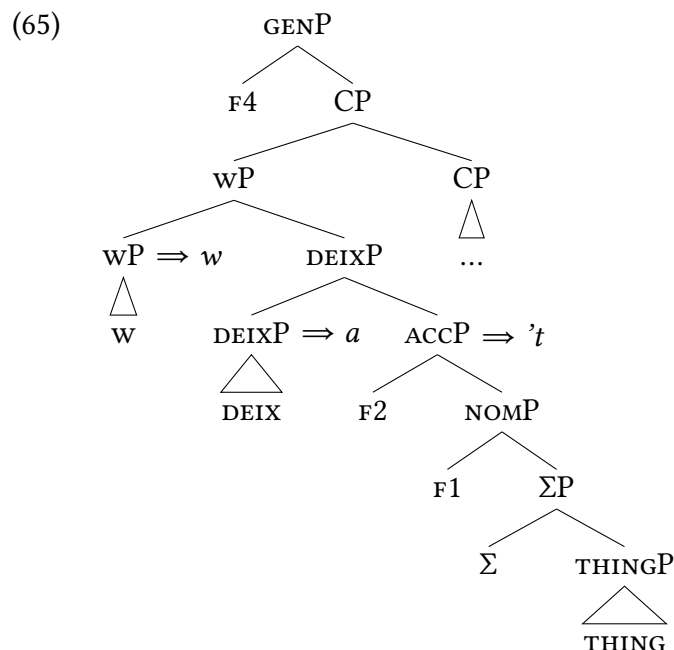 (65)
GENP
F4 CP
wP CP
wP ⇒ w DEIXP ...
w DEIXP ⇒ a ACCP ⇒ 't
DEIX F2 NOMP
F1 ΣP
Σ THINGP
THING